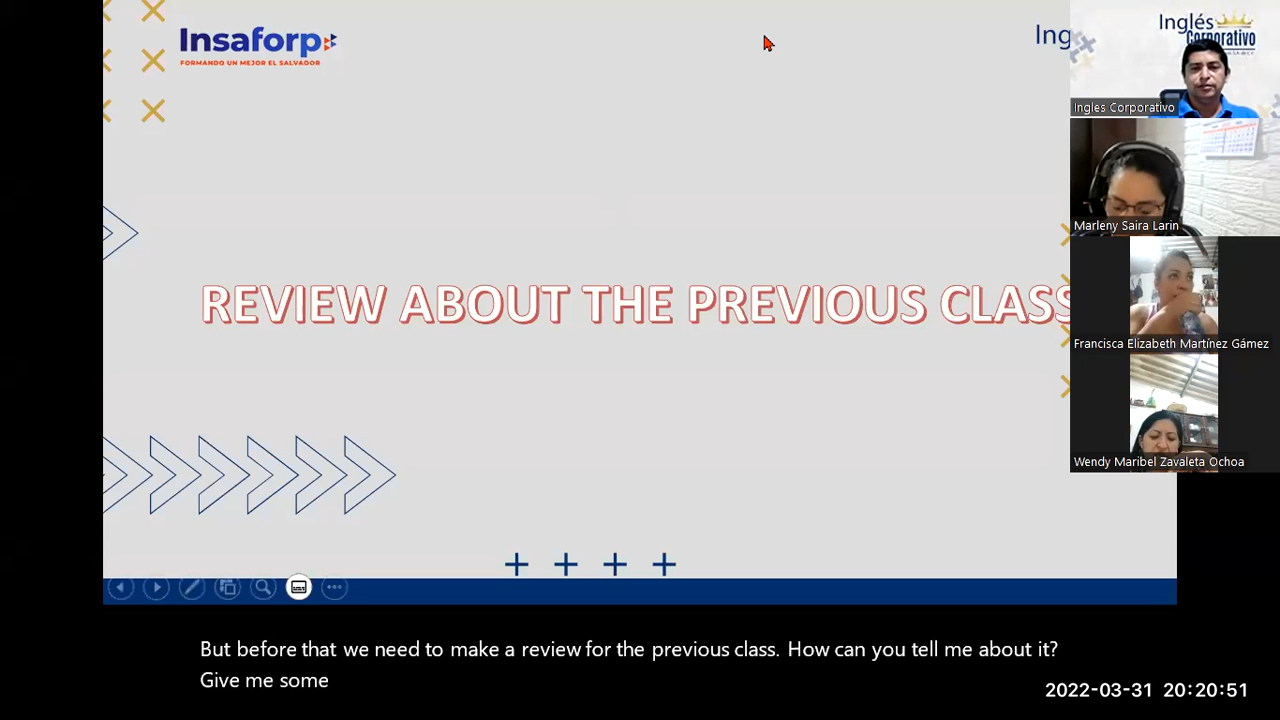 Insaforp
FORMANDO UN MEJOR EL SALVADOR
Ing
Inglés
Corporativo
Ingles Corporativo
Marleny Saira Larin
REVIEW ABOUT THE PREVIOUS CLASS
Francisca Elizabeth Martínez Gámez
Wendy Maribel Zavaleta Ochoa
But before that we need to make a review for the previous class. How can you tell me about it?
Give me some
2022-03-31 20:20:51